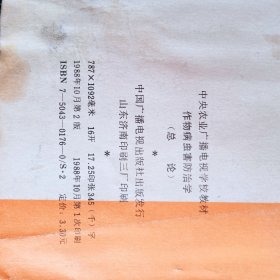 中央农业广播电视学校教材
作物病虫害防治学
(总 论)
*
中国广播电视出版社出版发行
山东济南印刷三厂印刷
*
787×1092毫米 16开 17.25印张345(千)字
1988年10月第2版 1988年10月第1次印刷
ISBN 7-5043-0176-0/S·2 定价:3.30元